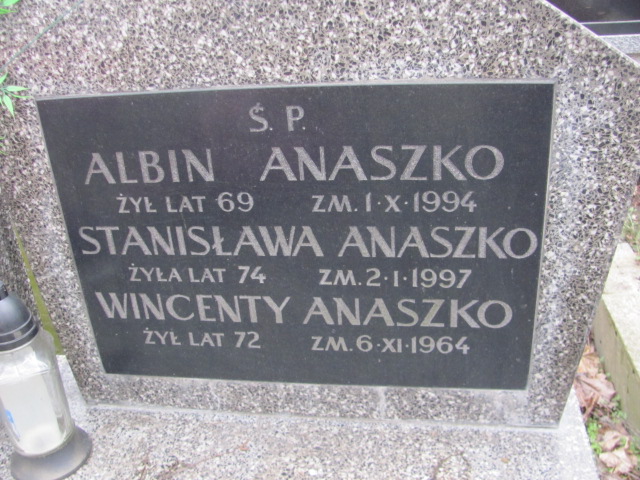 Ś. P.
ALBIN ANASZKO
ŻYŁ LAT 69 ZM. 1·X·1994
STANISŁAWA ANASZKO
ŻYŁA LAT 74 ZM. 2·I·1997
WINCENTY ANASZKO
ŻYŁ LAT 72 ZM. 6·XI·1964